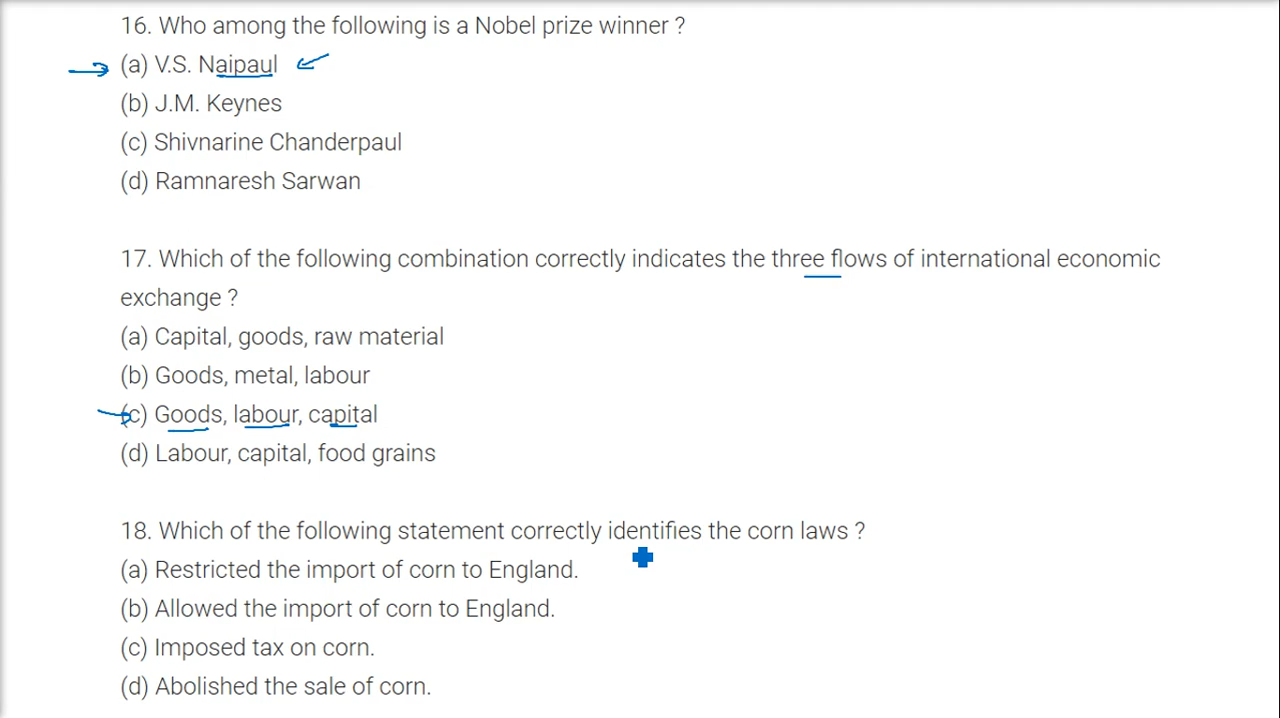 16. Who among the following is a Nobel prize winner ?
(a) V.S. Naipaul
(b) J.M. Keynes
(c) Shivnarine Chanderpaul
(d) Ramnaresh Sarwan
17. Which of the following combination correctly indicates the three flows of international economic
exchange ?
(a) Capital, goods, raw material
(b) Goods, metal, labour
(c) Goods, labour, capital
(d) Labour, capital, food grains
18. Which of the following statement correctly identifies the corn laws ?
(a) Restricted the import of corn to England.
(b) Allowed the import of corn to England.
(c) Imposed tax on corn.
(d) Abolished the sale of corn.